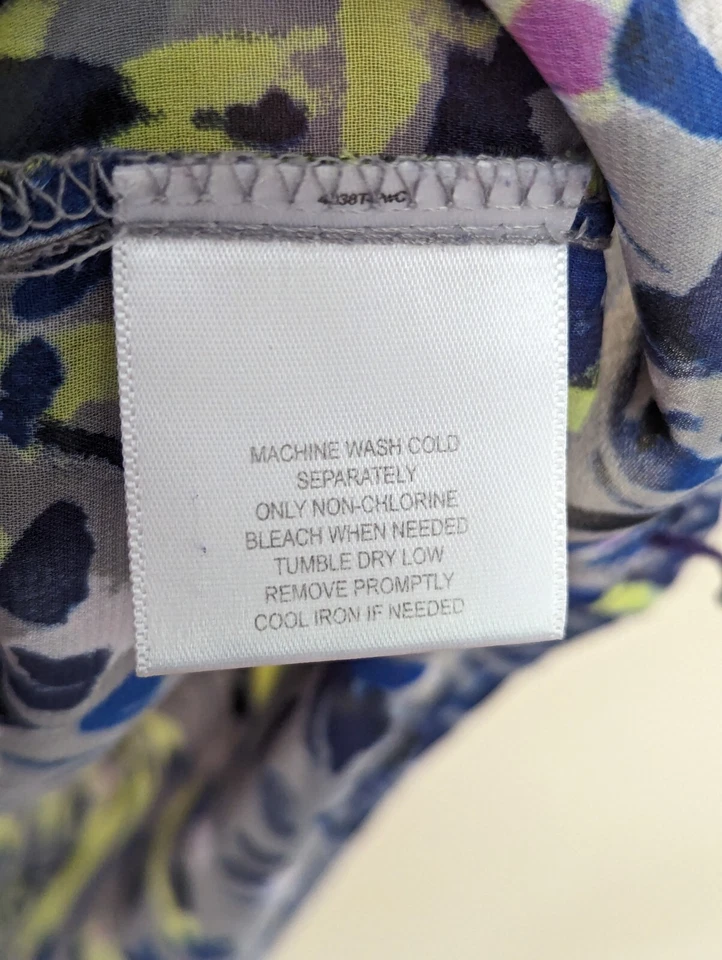 MACHINE WASH COLD
SEPARATELY
ONLY NON-CHLORINE
BLEACH WHEN NEEDED
TUMBLE DRY LOW
REMOVE PROMPTLY
COOL IRON IF NEEDED